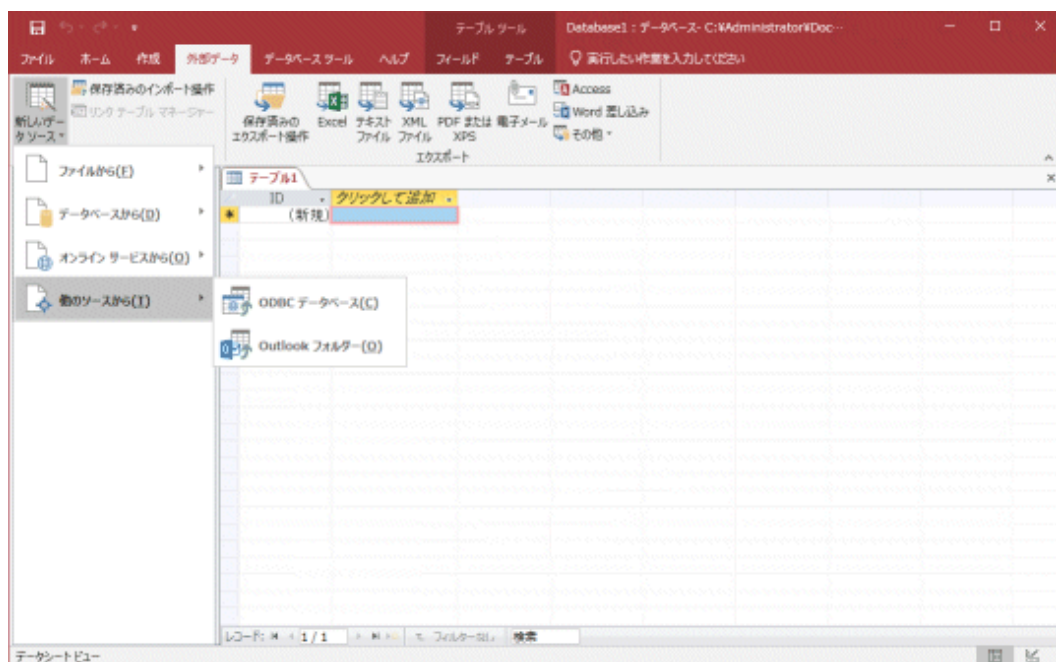 テーブル ツール
Database1 : データベース- C:¥Administrator¥Doc…
ファイル ホーム 作成 外部データ データベース ツール ヘルプ フィールド テーブル 実行したい作業を入力してください
新しいデータ ソース
保存済みのインポート操作
リンク テーブル マネージャー
保存済みのエクスポート操作
Excel
テキスト ファイル
XML ファイル
PDF または XPS
電子メール
Access
Word 差し込み
その他
エクスポート
ファイルから(F)
データベースから(D)
オンライン サービスから(O)
他のソースから(I)
ODBC データベース(C)
Outlook フォルダー(O)
テーブル1
ID クリックして追加
(新規)
レコード: 1 / 1 フィルターなし 検索
データシート ビュー